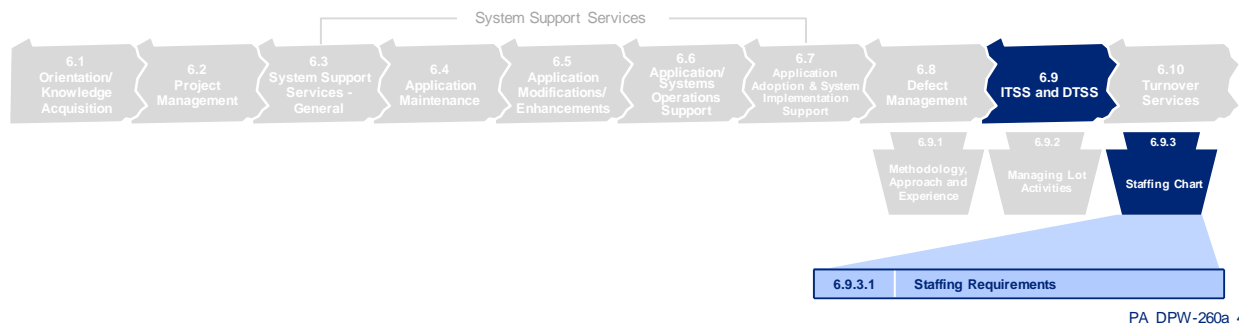 System Support Services
6.1
Orientation/
Knowledge
Acquisition
6.2
Project
Management
6.3
System Support
Services -
General
6.4
Application
Maintenance
6.5
Application
Modifications/
Enhancements
6.6
Application/
Systems
Operations
Support
6.7
Application
Adoption & System
Implementation
Support
6.8
Defect
Management
6.9
ITSS and DTSS
6.10
Turnover
Services
6.9.1
Methodology,
Approach and
Experience
6.9.2
Managing Lot
Activities
6.9.3
Staffing Chart
6.9.3.1 Staffing Requirements
PA DPW-260a